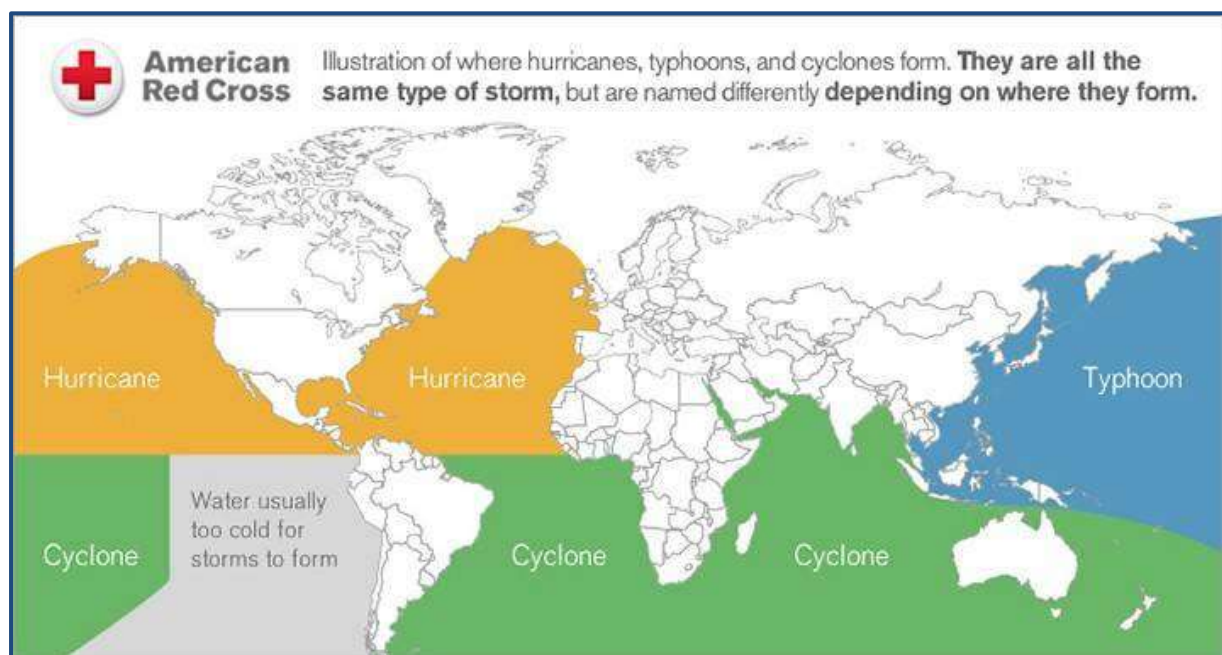 American
Red Cross
Illustration of where hurricanes, typhoons, and cyclones form. They are all the
same type of storm, but are named differently depending on where they form.
Hurricane
Hurricane
Typhoon
Water usually
too cold for
storms to form
Cyclone
Cyclone
Cyclone